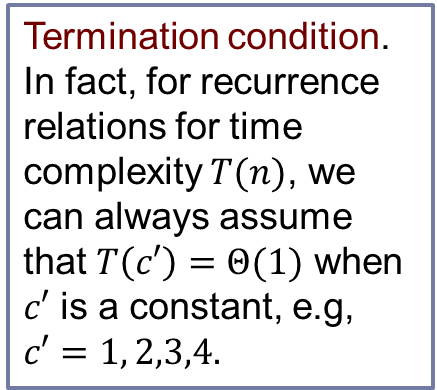 Termination condition.
In fact, for recurrence
relations for time
complexity T(n), we
can always assume
that T(c′) = Θ(1) when
c′ is a constant, e.g,
c′ = 1, 2,3,4.